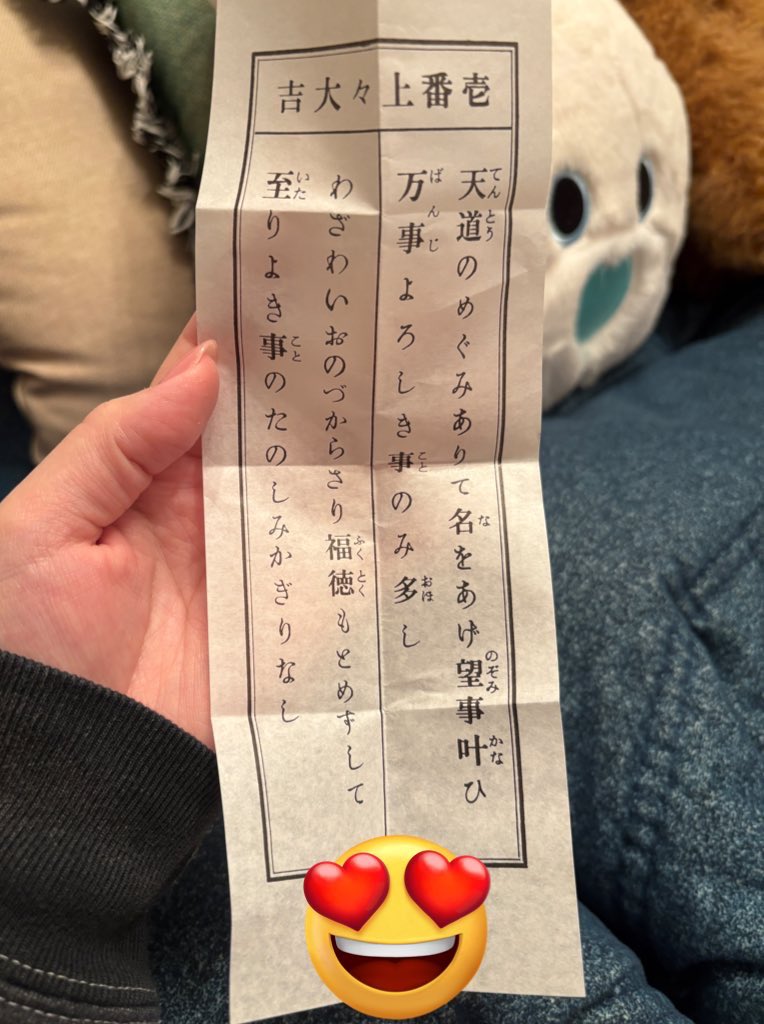 壱番上々大吉
天道のめぐみありて名をあげ望事叶ひ
万事よろしき事のみ多し
わざわいおのづからさり福徳もとめすして
至りよき事のたのしみかぎりなし